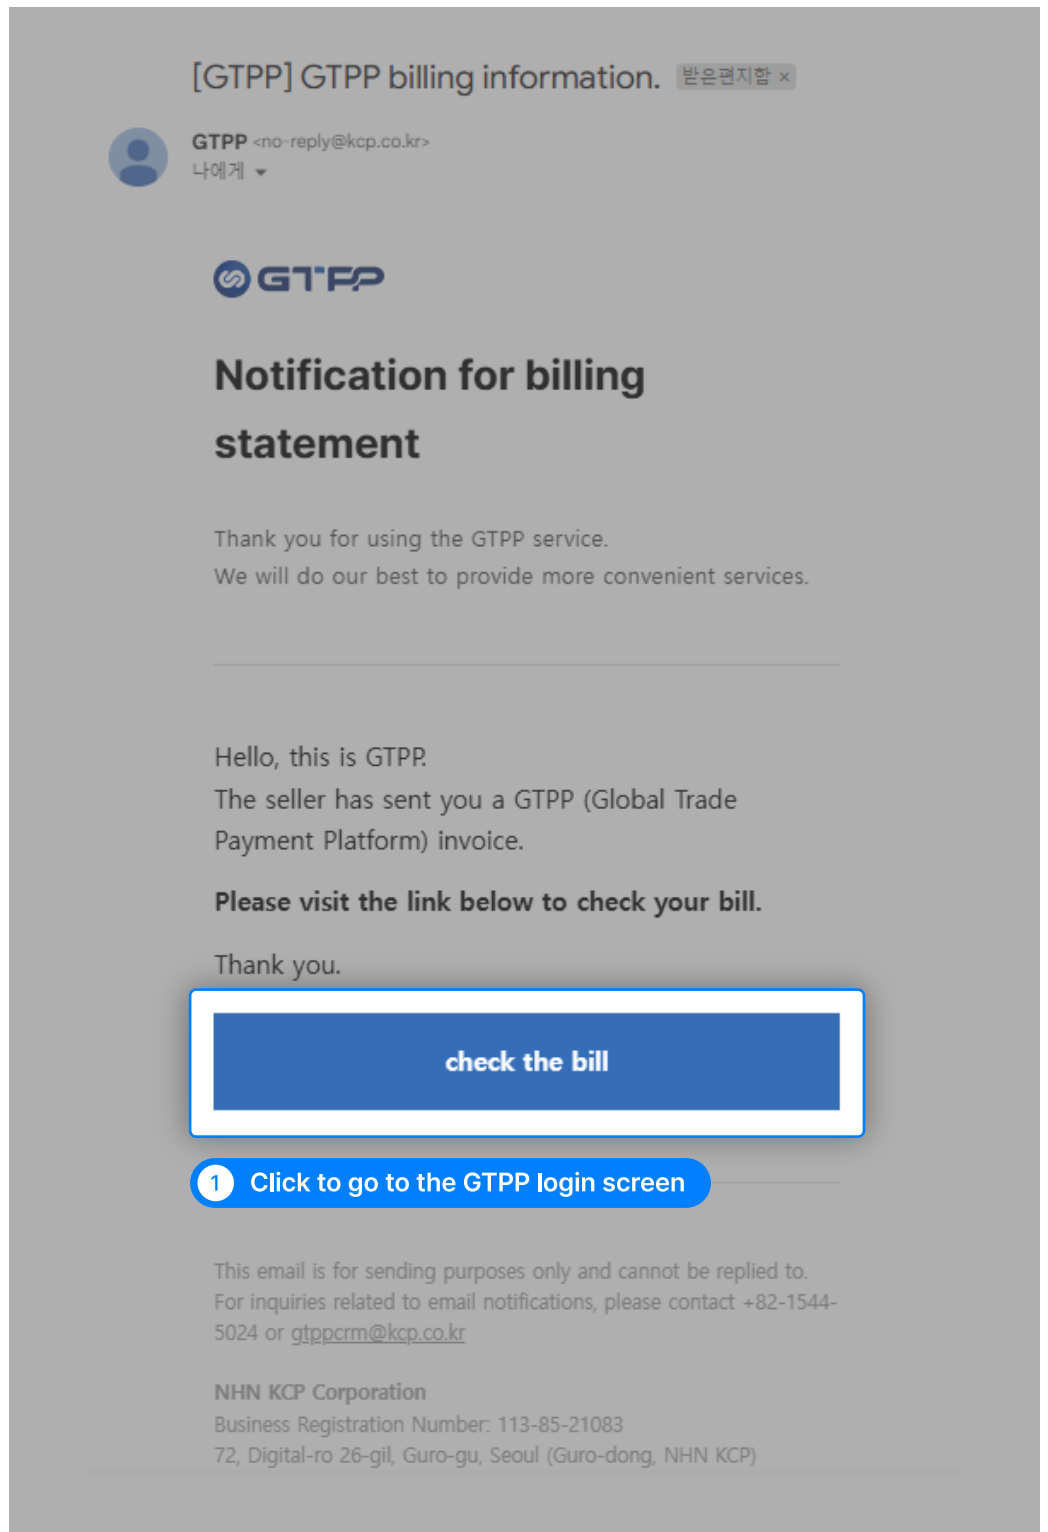 [GTPP] GTPP billing information. 받은편지함 ×
GTPP <no-reply@kcp.co.kr>
나에게
GTPP
Notification for billing
statement
Thank you for using the GTPP service.
We will do our best to provide more convenient services.
Hello, this is GTPP.
The seller has sent you a GTPP (Global Trade
Payment Platform) invoice.
Please visit the link below to check your bill.
Thank you.
check the bill
1 Click to go to the GTPP login screen
This email is for sending purposes only and cannot be replied to.
For inquiries related to email notifications, please contact +82-1544-
5024 or gtppcrm@kcp.co.kr
NHN KCP Corporation
Business Registration Number: 113-85-21083
72, Digital-ro 26-gil, Guro-gu, Seoul (Guro-dong, NHN KCP)